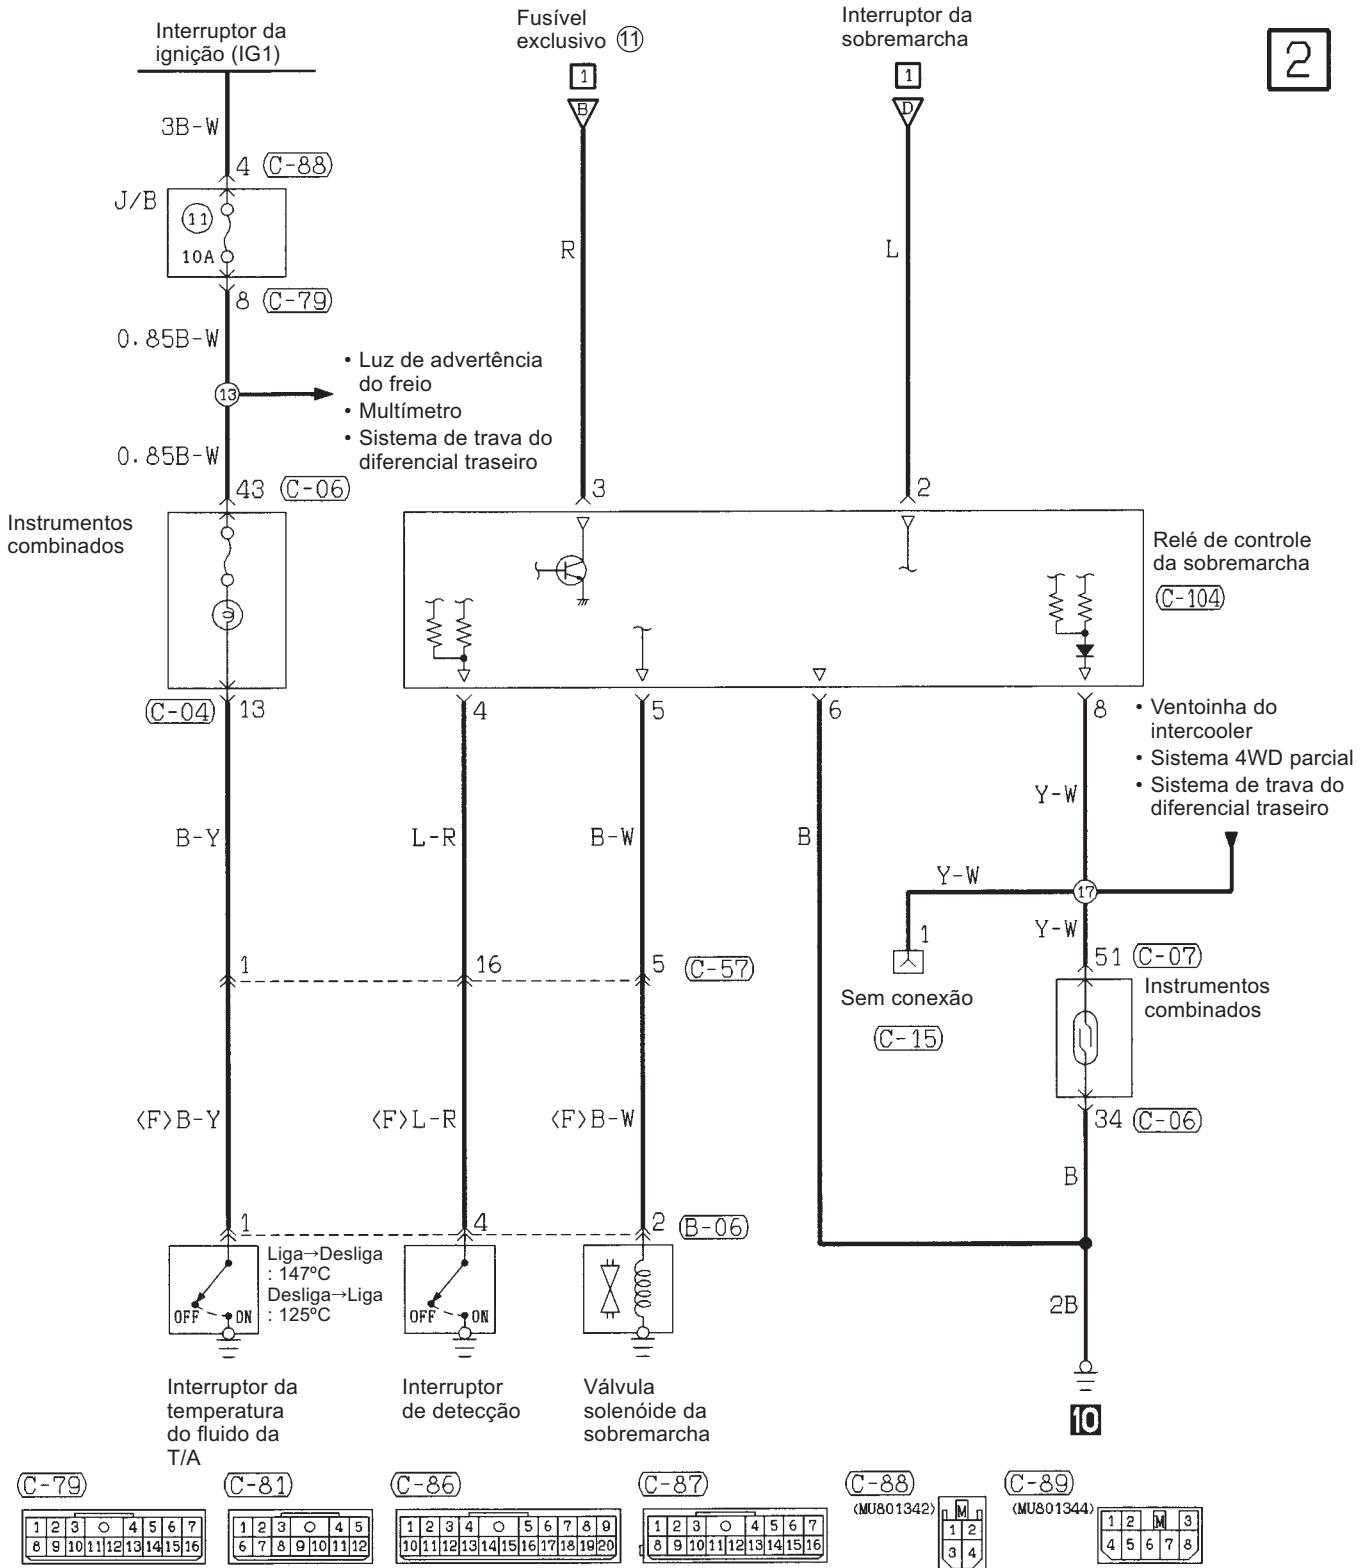 Interruptor da
ignição (IG1)
Fusível
exclusivo 11
Interruptor da
sobremarcha
2
1
1
B
D
3B-W
4 C-88
J/B
11
10A
R
L
8 C-79
0.85B-W
13
• Luz de advertência
do freio
• Multímetro
• Sistema de trava do
diferencial traseiro
0.85B-W
43 C-06
3
2
Instrumentos
combinados
Relé de controle
da sobremarcha
C-104
C-04 13
4
5
6
8
• Ventoinha do
intercooler
• Sistema 4WD parcial
• Sistema de trava do
diferencial traseiro
Y-W
B-Y
L-R
B-W
B
Y-W
17
Y-W
1
1
16
5 C-57
51 C-07
Instrumentos
combinados
Sem conexão
C-15
<F>B-Y
<F>L-R
<F>B-W
34 C-06
B
1
4
2 B-06
Liga→Desliga
: 147ºC
Desliga→Liga
: 125ºC
OFF ON
OFF ON
2B
Interruptor da
temperatura
do fluido da
T/A
Interruptor
de detecção
Válvula
solenóide da
sobremarcha
10
C-79
1 2 3 4 5 6 7
8 9 10 11 12 13 14 15 16
C-81
1 2 3 4 5
6 7 8 9 10 11 12
C-86
1 2 3 4 5 6 7 8 9
10 11 12 13 14 15 16 17 18 19 20
C-87
1 2 3 4 5 6 7
8 9 10 11 12 13 14 15 16
C-88
<MU801342>
M
1 2
3 4
C-89
<MU801344>
1 2 M 3
4 5 6 7 8